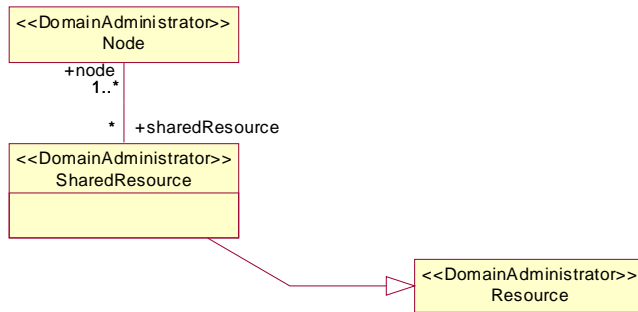 <<DomainAdministrator>>
Node
+node
1..*
* +sharedResource
<<DomainAdministrator>>
SharedResource
<<DomainAdministrator>>
Resource